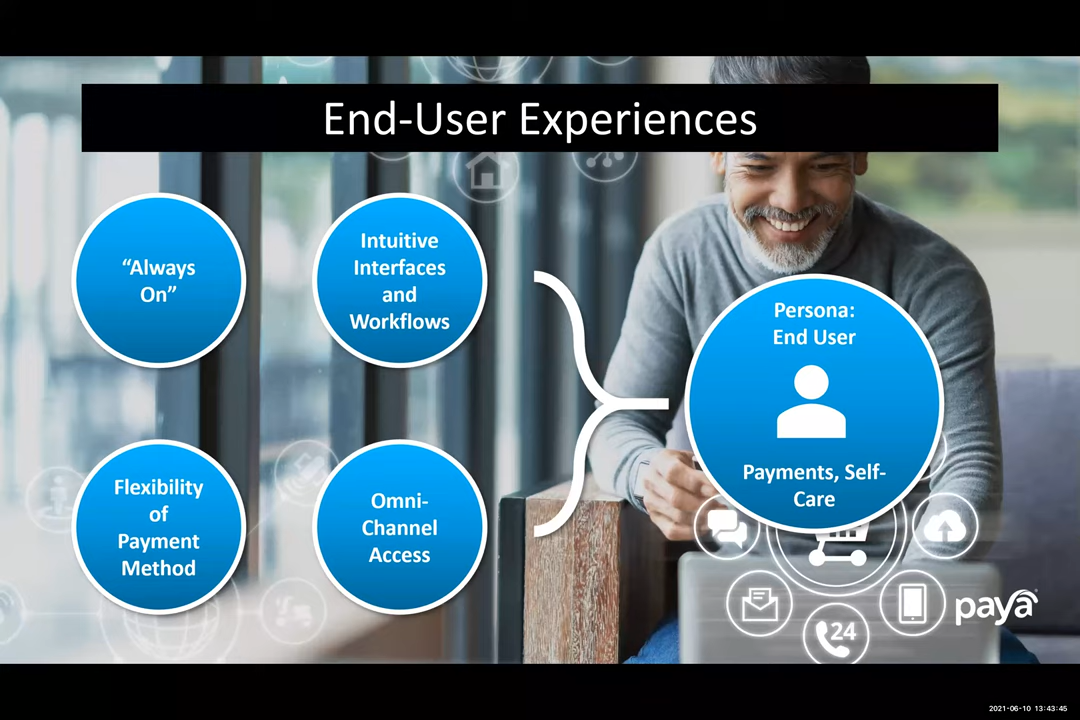 End-User Experiences
“Always
On”
Intuitive
Interfaces
and
Workflows
Flexibility
of
Payment
Method
Omni-
Channel
Access
Persona:
End User
Payments, Self-
Care
24
paya
2021-06-10 13:43:45